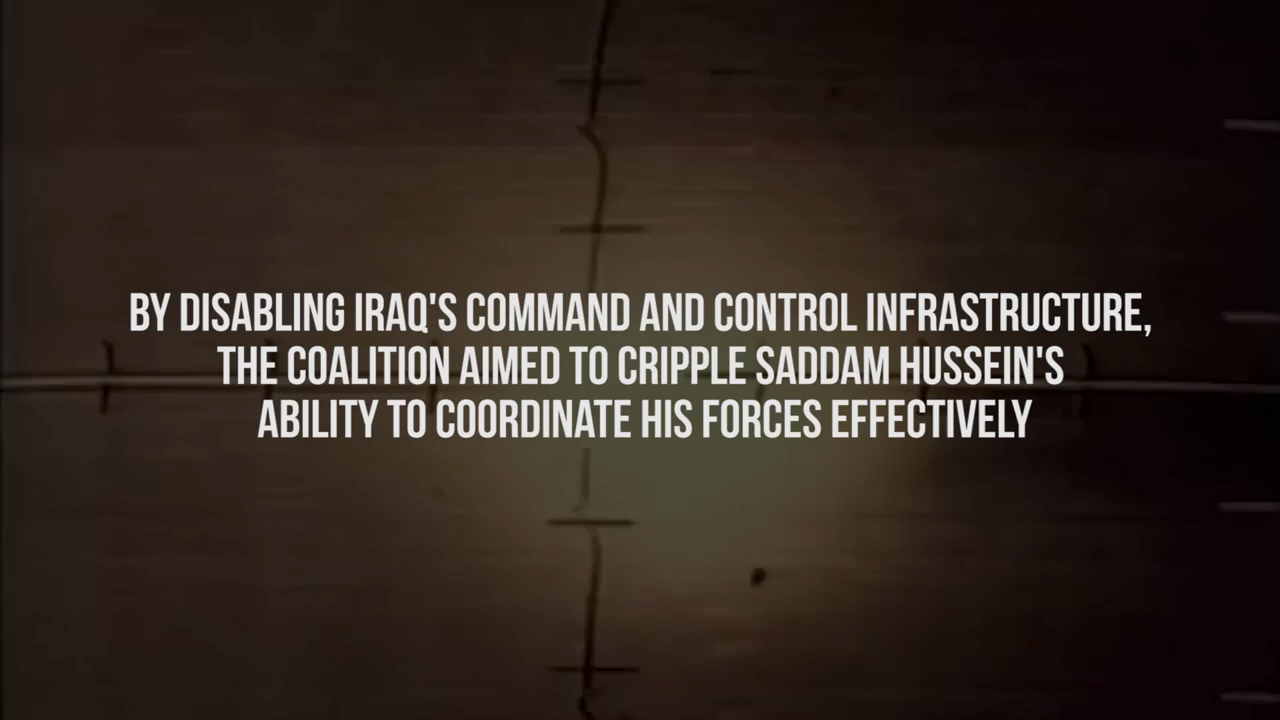 BY DISABLING IRAQ'S COMMAND AND CONTROL INFRASTRUCTURE,
THE COALITION AIMED TO CRIPPLE SADDAM HUSSEIN'S
ABILITY TO COORDINATE HIS FORCES EFFECTIVELY